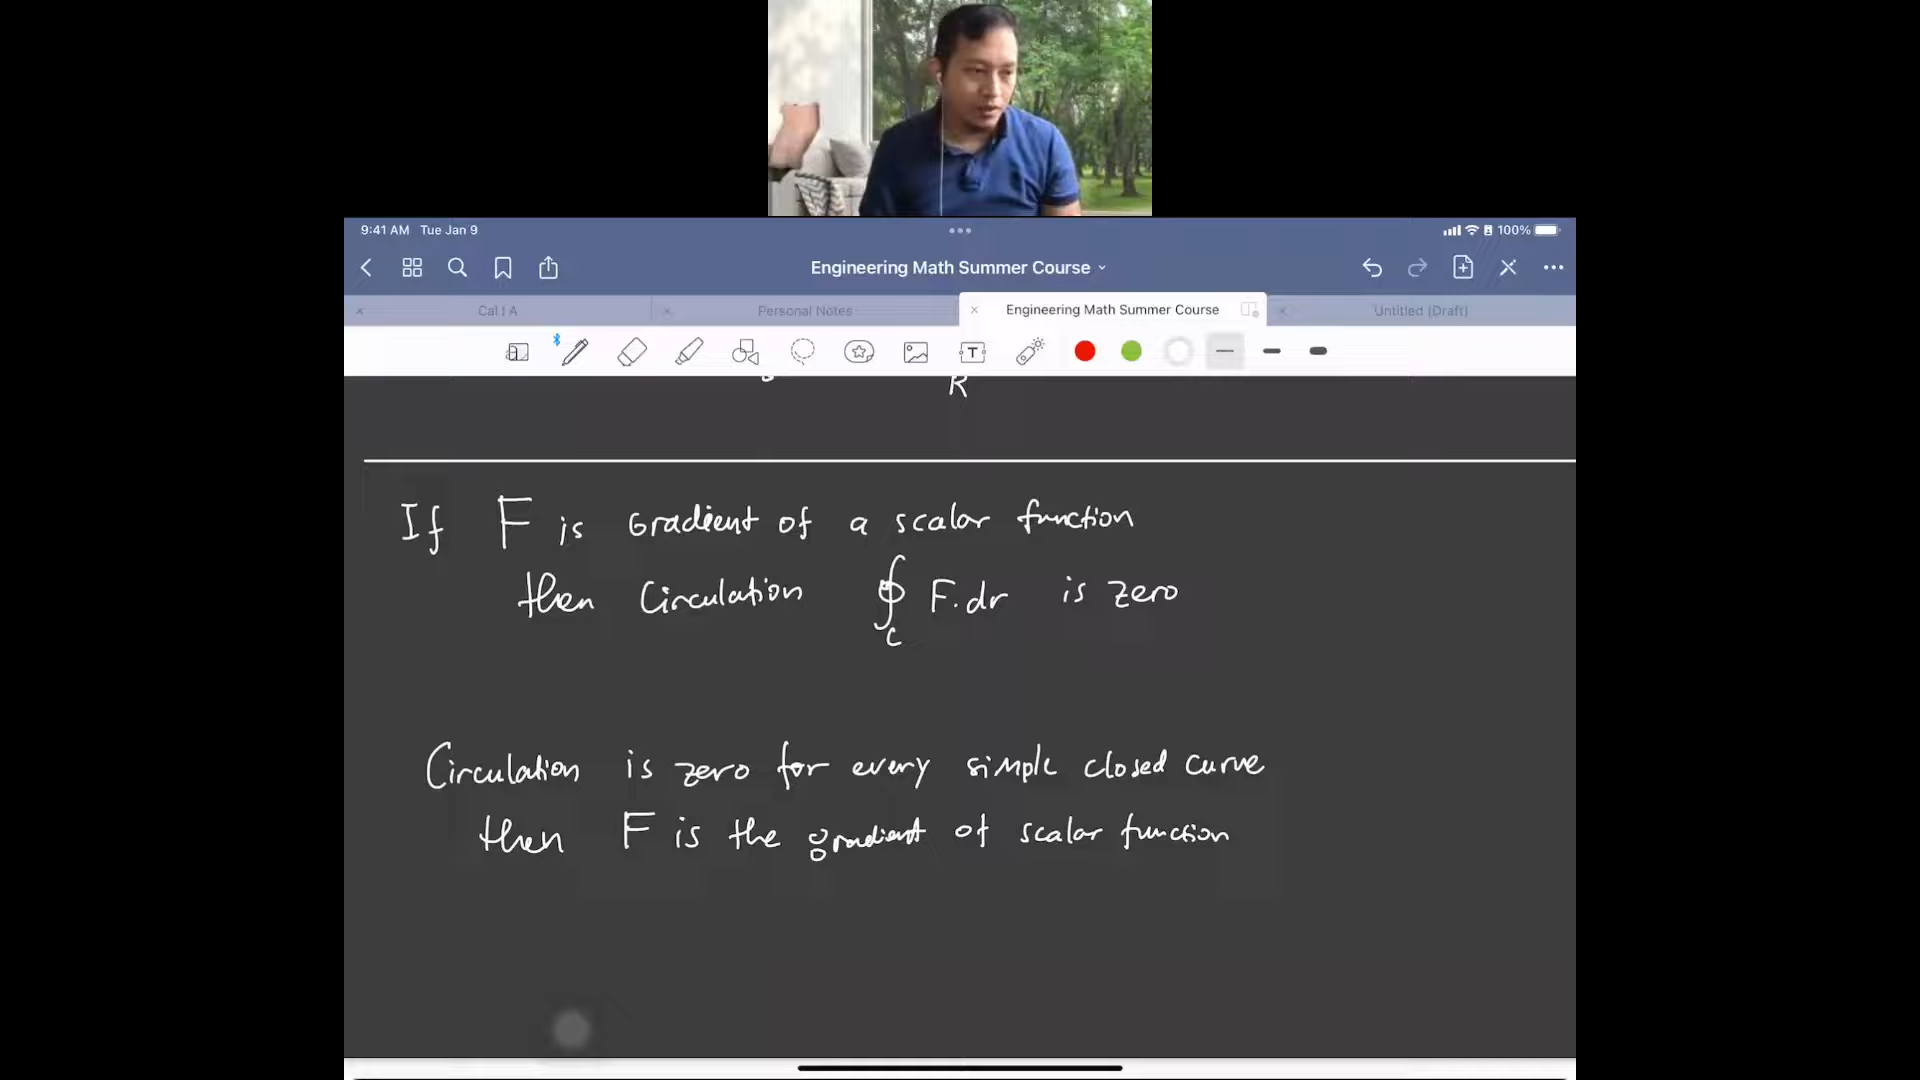 9:41 AM Tue Jan 9
100%
Engineering Math Summer Course
Cal I A
Personal Notes
Engineering Math Summer Course
Untitled (Draft)
T
R
If F is Gradient of a scalar function
then Circulation ∮ F.dr is zero
C
Circulation is zero for every simple closed curve
then F is the gradient of scalar function